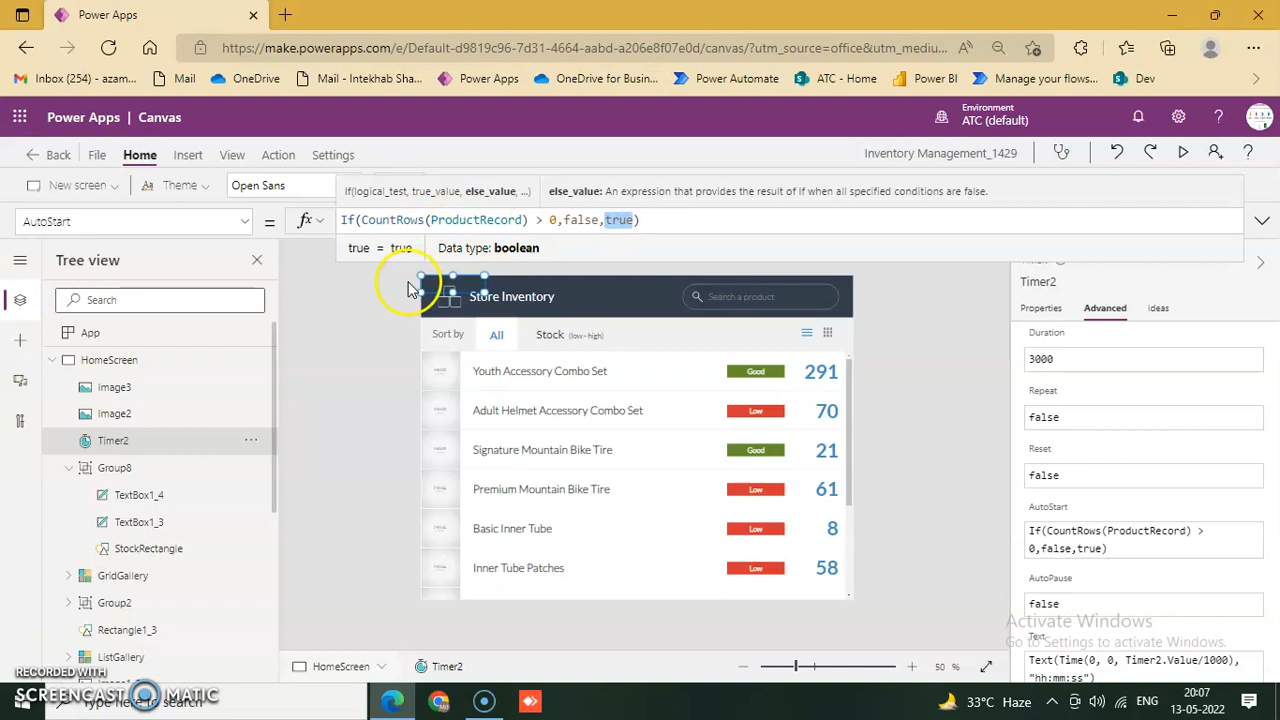 Power Apps
https://make.powerapps.com/e/Default-d9819c96-7d31-4664-aabd-a206e8f07e0d/canvas/?utm_source=office&utm_mediu...
Inbox (254) – azam...
Mail
OneDrive
Mail - Intekhab Sha...
Power Apps
OneDrive for Busin...
Power Automate
ATC - Home
Power BI
Manage your flows...
Dev
Power Apps | Canvas
Environment
ATC (default)
Back
File
Home
Insert
View
Action
Settings
Inventory Management_1429
New screen
Theme
Open Sans
If(logical_test, true_value, else_value, ...)
else_value: An expression that provides the result of If when all specified conditions are false.
AutoStart
= fx
If(CountRows(ProductRecord) > 0,false,true)
true = true
Data type: boolean
Tree view
Search
App
HomeScreen
Image3
Image2
Timer2
Group8
TextBox1_4
TextBox1_3
StockRectangle
GridGallery
Group2
Rectangle1_3
ListGallery
Store Inventory
Search a product
Sort by
All
Stock (low-high)
Youth Accessory Combo Set Good 291
Adult Helmet Accessory Combo Set Low 70
Signature Mountain Bike Tire Good 21
Premium Mountain Bike Tire Low 61
Basic Inner Tube Low 8
Inner Tube Patches Low 58
Timer2
Properties
Advanced
Ideas
Duration
3000
Repeat
false
Reset
false
AutoStart
If(CountRows(ProductRecord) >
0,false,true)
AutoPause
false
Text
Text(Time(0, 0, Timer2.Value/1000),
"hh:mm:ss")
Activate Windows
Go to Settings to activate Windows.
HomeScreen
Timer2
50 %
RECORDED WITH
SCREENCAST MATIC
Type here to search
33°C Haze
ENG
20:07
13-05-2022